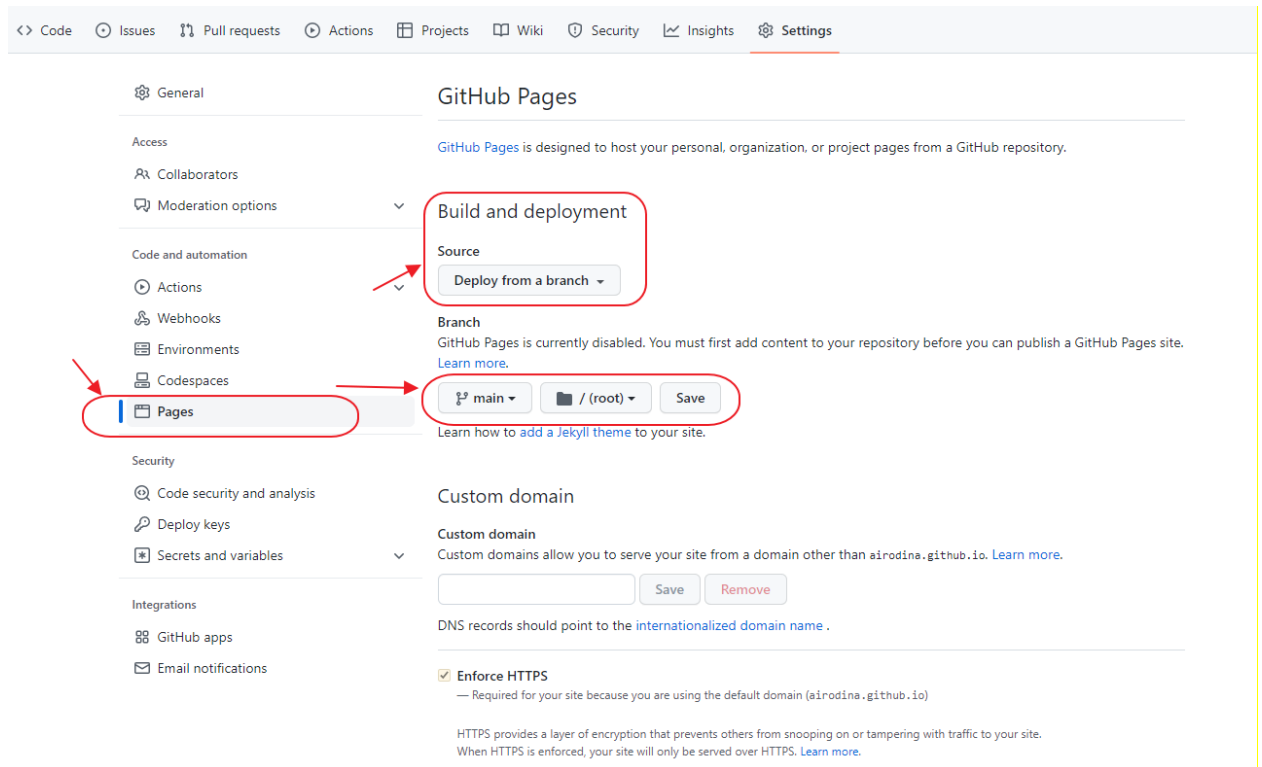 Code Issues Pull requests Actions Projects Wiki Security Insights Settings
General
Access
Collaborators
Moderation options
Code and automation
Actions
Webhooks
Environments
Codespaces
Pages
Security
Code security and analysis
Deploy keys
Secrets and variables
Integrations
GitHub apps
Email notifications
GitHub Pages
GitHub Pages is designed to host your personal, organization, or project pages from a GitHub repository.
Build and deployment
Source
Deploy from a branch
Branch
GitHub Pages is currently disabled. You must first add content to your repository before you can publish a GitHub Pages site.
Learn more.
main / (root) Save
Learn how to add a Jekyll theme to your site.
Custom domain
Custom domain
Custom domains allow you to serve your site from a domain other than airodina.github.io. Learn more.
Save Remove
DNS records should point to the internationalized domain name .
Enforce HTTPS
— Required for your site because you are using the default domain (airodina.github.io)
HTTPS provides a layer of encryption that prevents others from snooping on or tampering with traffic to your site.
When HTTPS is enforced, your site will only be served over HTTPS. Learn more.